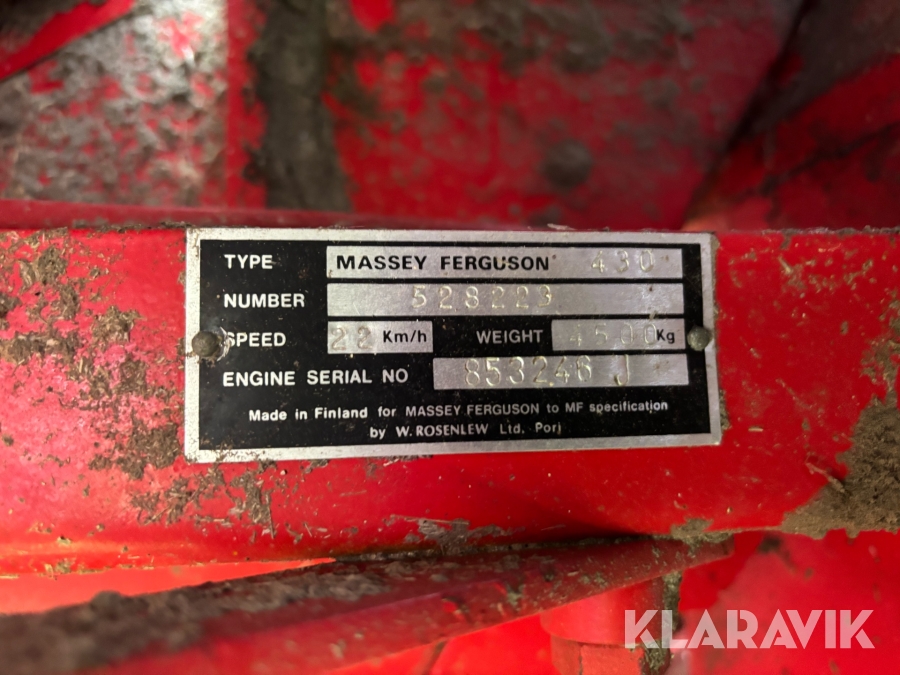 TYPE MASSEY FERGUSON 430
NUMBER 528223
SPEED 22 Km/h WEIGHT 4500 Kg
ENGINE SERIAL NO 853246 J
Made in Finland for MASSEY FERGUSON to MF specification
by W. ROSENLEW Ltd. Pori
KLARAVIK